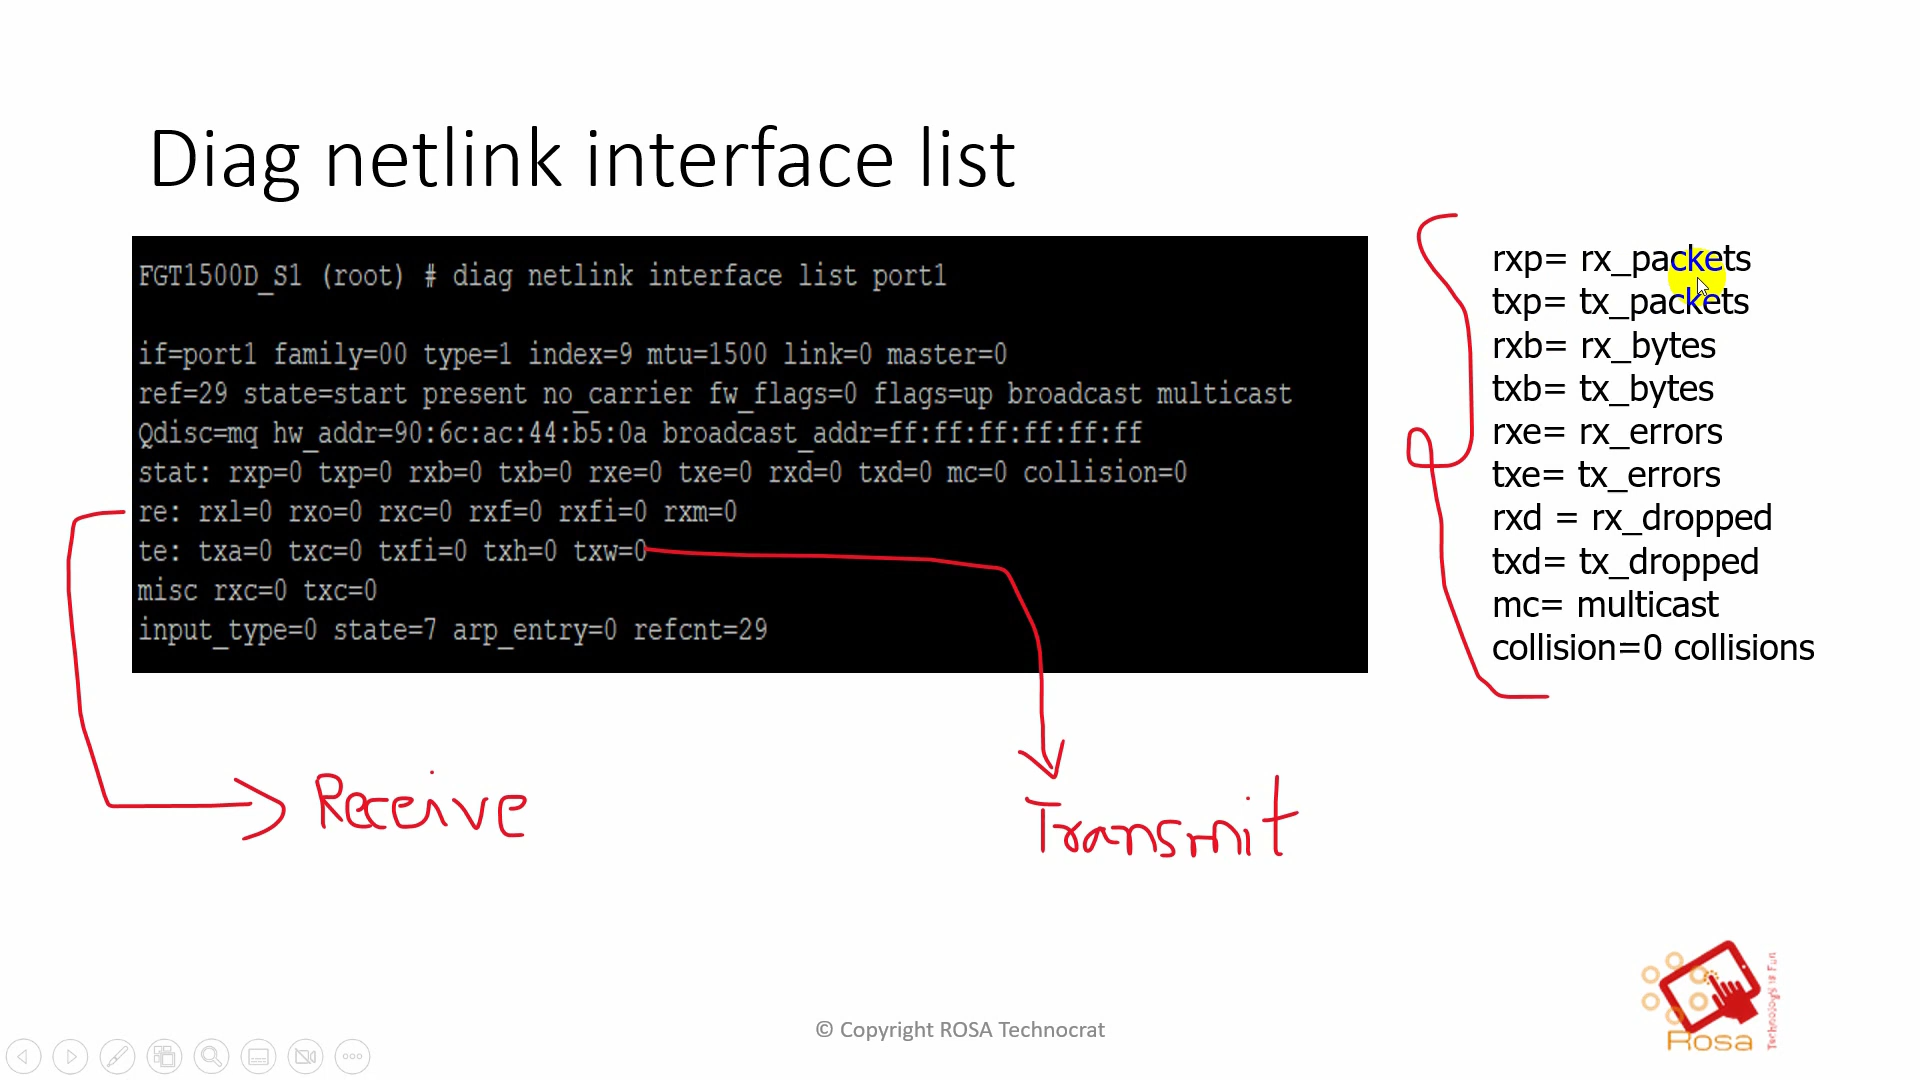 Diag netlink interface list
FGT1500D_S1 (root) # diag netlink interface list port1
if=port1 family=00 type=1 index=9 mtu=1500 link=0 master=0
ref=29 state=start present no_carrier fw_flags=0 flags=up broadcast multicast
Qdisc=mq hw_addr=90:6c:ac:44:b5:0a broadcast_addr=ff:ff:ff:ff:ff:ff
stat: rxp=0 txp=0 rxb=0 txb=0 rxe=0 txe=0 rxd=0 txd=0 mc=0 collision=0
re: rxl=0 rxo=0 rxc=0 rxf=0 rxfi=0 rxm=0
te: txa=0 txc=0 txfi=0 txh=0 txw=0
misc rxc=0 txc=0
input_type=0 state=7 arp_entry=0 refcnt=29
rxp= rx_packets
txp= tx_packets
rxb= rx_bytes
txb= tx_bytes
rxe= rx_errors
txe= tx_errors
rxd = rx_dropped
txd= tx_dropped
mc= multicast
collision=0 collisions
Receive
Transmit
© Copyright ROSA Technocrat
Rosa
Technology is Fun